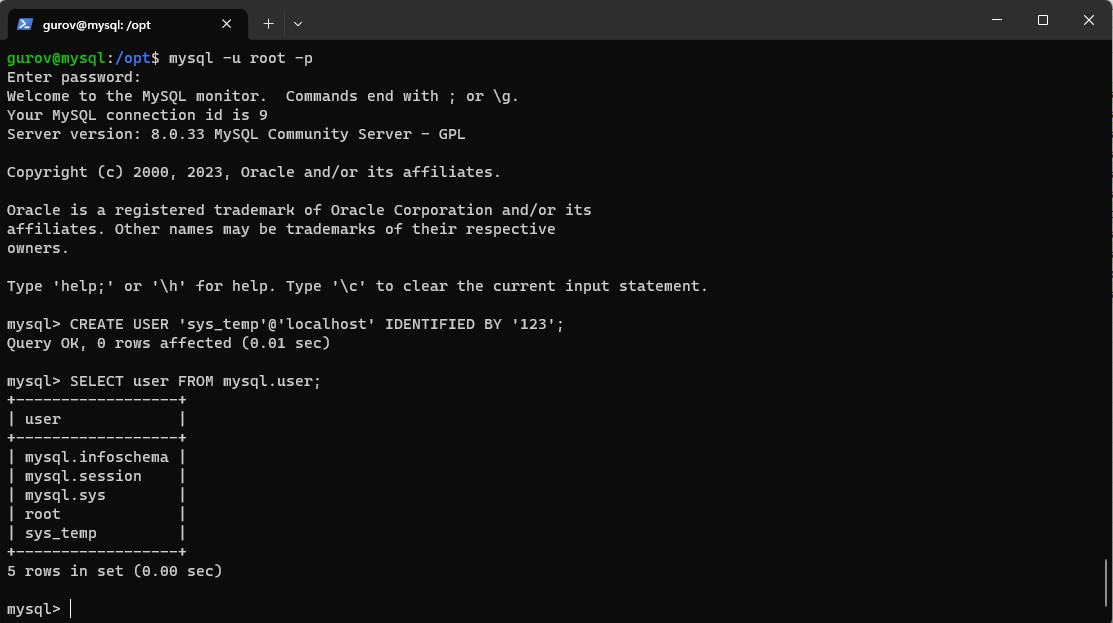 gurov@mysql: /opt
gurov@mysql:/opt$ mysql -u root -p
Enter password:
Welcome to the MySQL monitor.  Commands end with ; or \g.
Your MySQL connection id is 9
Server version: 8.0.33 MySQL Community Server - GPL

Copyright (c) 2000, 2023, Oracle and/or its affiliates.

Oracle is a registered trademark of Oracle Corporation and/or its
affiliates. Other names may be trademarks of their respective
owners.

Type 'help;' or '\h' for help. Type '\c' to clear the current input statement.

mysql> CREATE USER 'sys_temp'@'localhost' IDENTIFIED BY '123';
Query OK, 0 rows affected (0.01 sec)

mysql> SELECT user FROM mysql.user;
+------------------+
| user             |
+------------------+
| mysql.infoschema |
| mysql.session    |
| mysql.sys        |
| root             |
| sys_temp         |
+------------------+
5 rows in set (0.00 sec)

mysql>